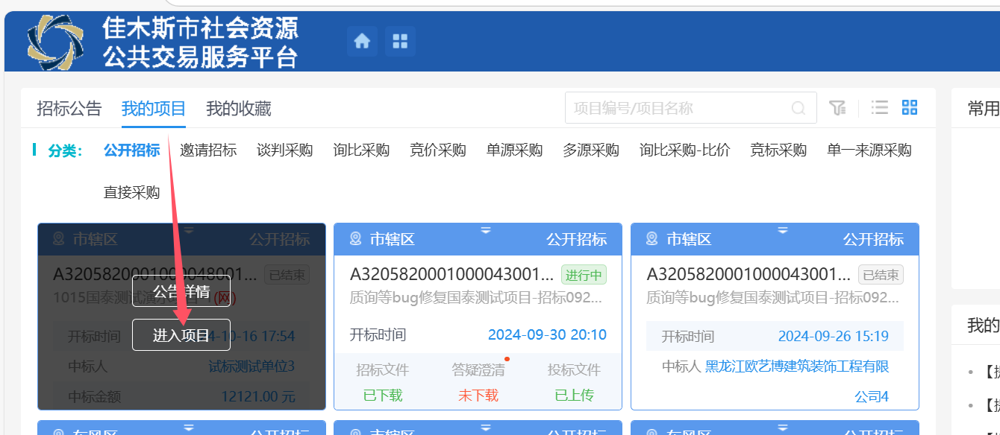 佳木斯市社会资源
公共交易服务平台
招标公告 我的项目 我的收藏
项目编号/项目名称
常用
分类： 公开招标 邀请招标 谈判采购 询比采购 竞价采购 单源采购 多源采购 询比采购-比价 竞标采购 单一来源采购
直接采购
市辖区 公开招标
A3205820001000048001... 已结束
公告详情
1015国泰测试演示项目 (网)
进入项目
开标时间 4-10-16 17:54
中标人 试标测试单位3
中标金额 12121.00 元
市辖区 公开招标
A3205820001000043001... 进行中
质询等bug修复国泰测试项目-招标092...
开标时间 2024-09-30 20:10
招标文件 答疑澄清 投标文件
已下载 未下载 已上传
市辖区 公开招标
A3205820001000043001... 已结束
质询等bug修复国泰测试项目-招标092...
开标时间 2024-09-26 15:19
中标人 黑龙江欧艺博建筑装饰工程有限
公司4
我的
东风区 公开招标
市辖区 公开招标
东风区 公开招标